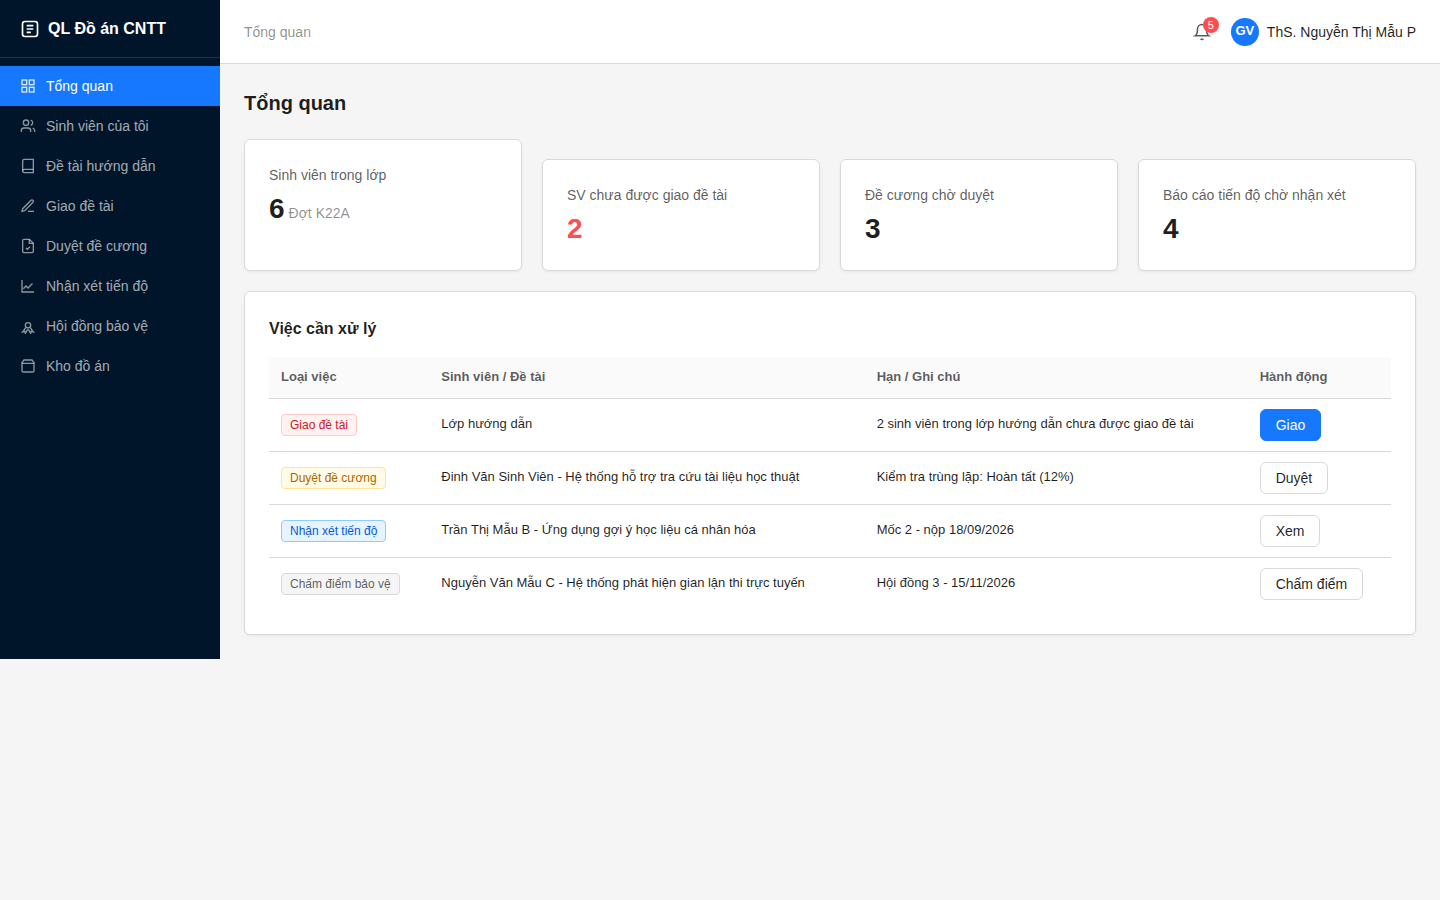 QL Đồ án CNTT
Tổng quan
5
GV
ThS. Nguyễn Thị Mẫu P
Tổng quan
Sinh viên của tôi
Đề tài hướng dẫn
Giao đề tài
Duyệt đề cương
Nhận xét tiến độ
Hội đồng bảo vệ
Kho đồ án
Tổng quan
Sinh viên trong lớp
6 Đợt K22A
SV chưa được giao đề tài
2
Đề cương chờ duyệt
3
Báo cáo tiến độ chờ nhận xét
4
Việc cần xử lý
Loại việc Sinh viên / Đề tài Hạn / Ghi chú Hành động
Giao đề tài Lớp hướng dẫn 2 sinh viên trong lớp hướng dẫn chưa được giao đề tài Giao
Duyệt đề cương Đinh Văn Sinh Viên - Hệ thống hỗ trợ tra cứu tài liệu học thuật Kiểm tra trùng lặp: Hoàn tất (12%) Duyệt
Nhận xét tiến độ Trần Thị Mẫu B - Ứng dụng gợi ý học liệu cá nhân hóa Mốc 2 - nộp 18/09/2026 Xem
Chấm điểm bảo vệ Nguyễn Văn Mẫu C - Hệ thống phát hiện gian lận thi trực tuyến Hội đồng 3 - 15/11/2026 Chấm điểm